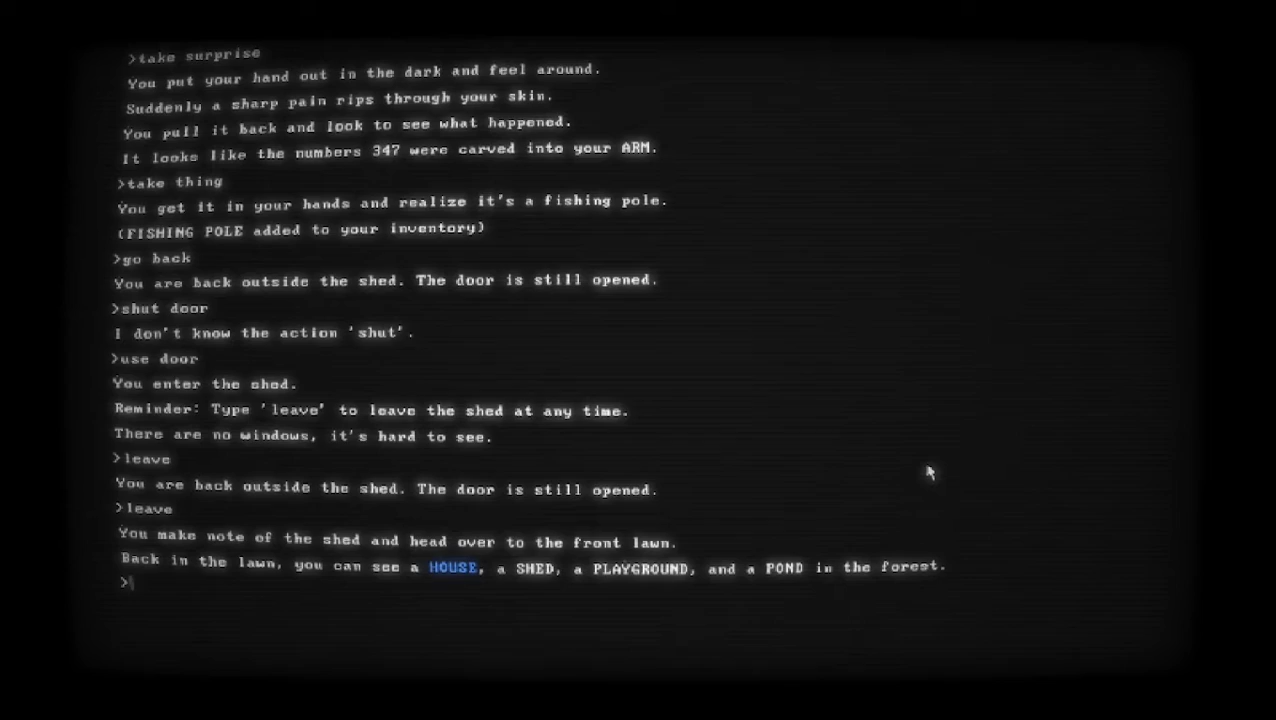 >take surprise
You put your hand out in the dark and feel around.
Suddenly a sharp pain rips through your skin.
You pull it back and look to see what happened.
It looks like the numbers 347 were carved into your ARM.
>take thing
You get it in your hands and realize it's a fishing pole.
(FISHING POLE added to your inventory)
>go back
You are back outside the shed. The door is still opened.
>shut door
I don't know the action 'shut'.
>use door
You enter the shed.
Reminder: Type 'leave' to leave the shed at any time.
There are no windows, it's hard to see.
>leave
You are back outside the shed. The door is still opened.
>leave
You make note of the shed and head over to the front lawn.
Back in the lawn, you can see a HOUSE, a SHED, a PLAYGROUND, and a POND in the forest.
>